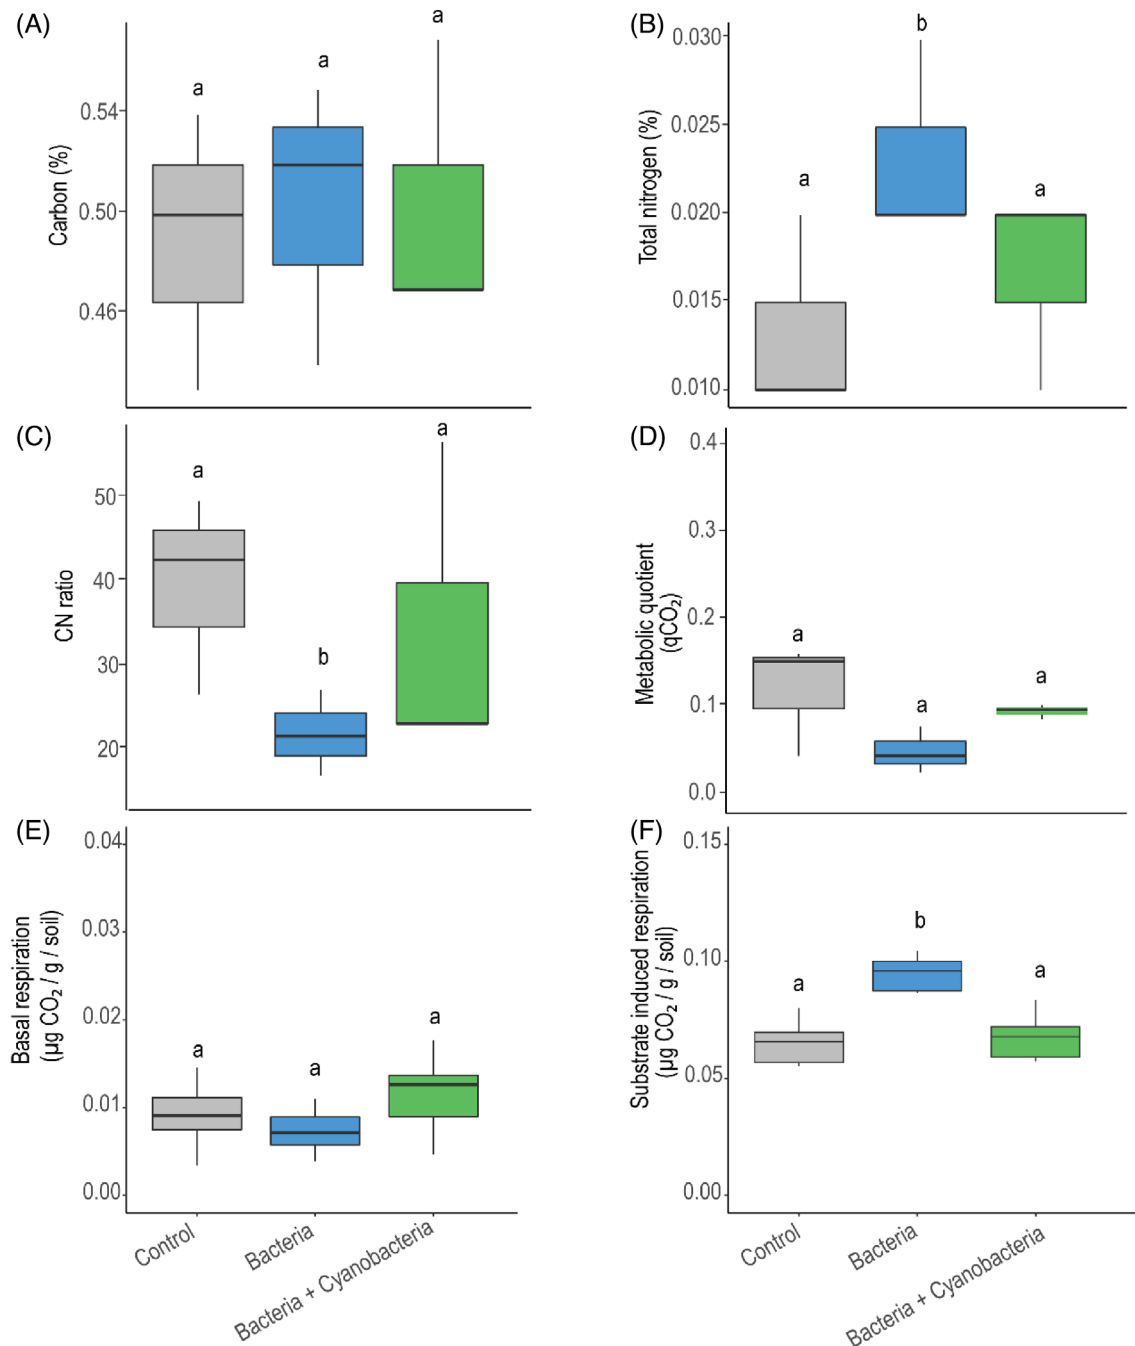 (A)
Carbon (%)
0.54
0.50
0.46
a
a
a
(B)
Total nitrogen (%)
0.030
0.025
0.020
0.015
0.010
a
b
a
(C)
CN ratio
50
40
30
20
a
b
a
(D)
Metabolic quotient
(qCO₂)
0.4
0.3
0.2
0.1
0.0
a
a
a
(E)
Basal respiration
(µg CO₂ / g / soil)
0.04
0.03
0.02
0.01
0.00
a
a
a
Control
Bacteria
Bacteria + Cyanobacteria
(F)
Substrate induced respiration
(µg CO₂ / g / soil)
0.15
0.10
0.05
0.00
a
b
a
Control
Bacteria
Bacteria + Cyanobacteria